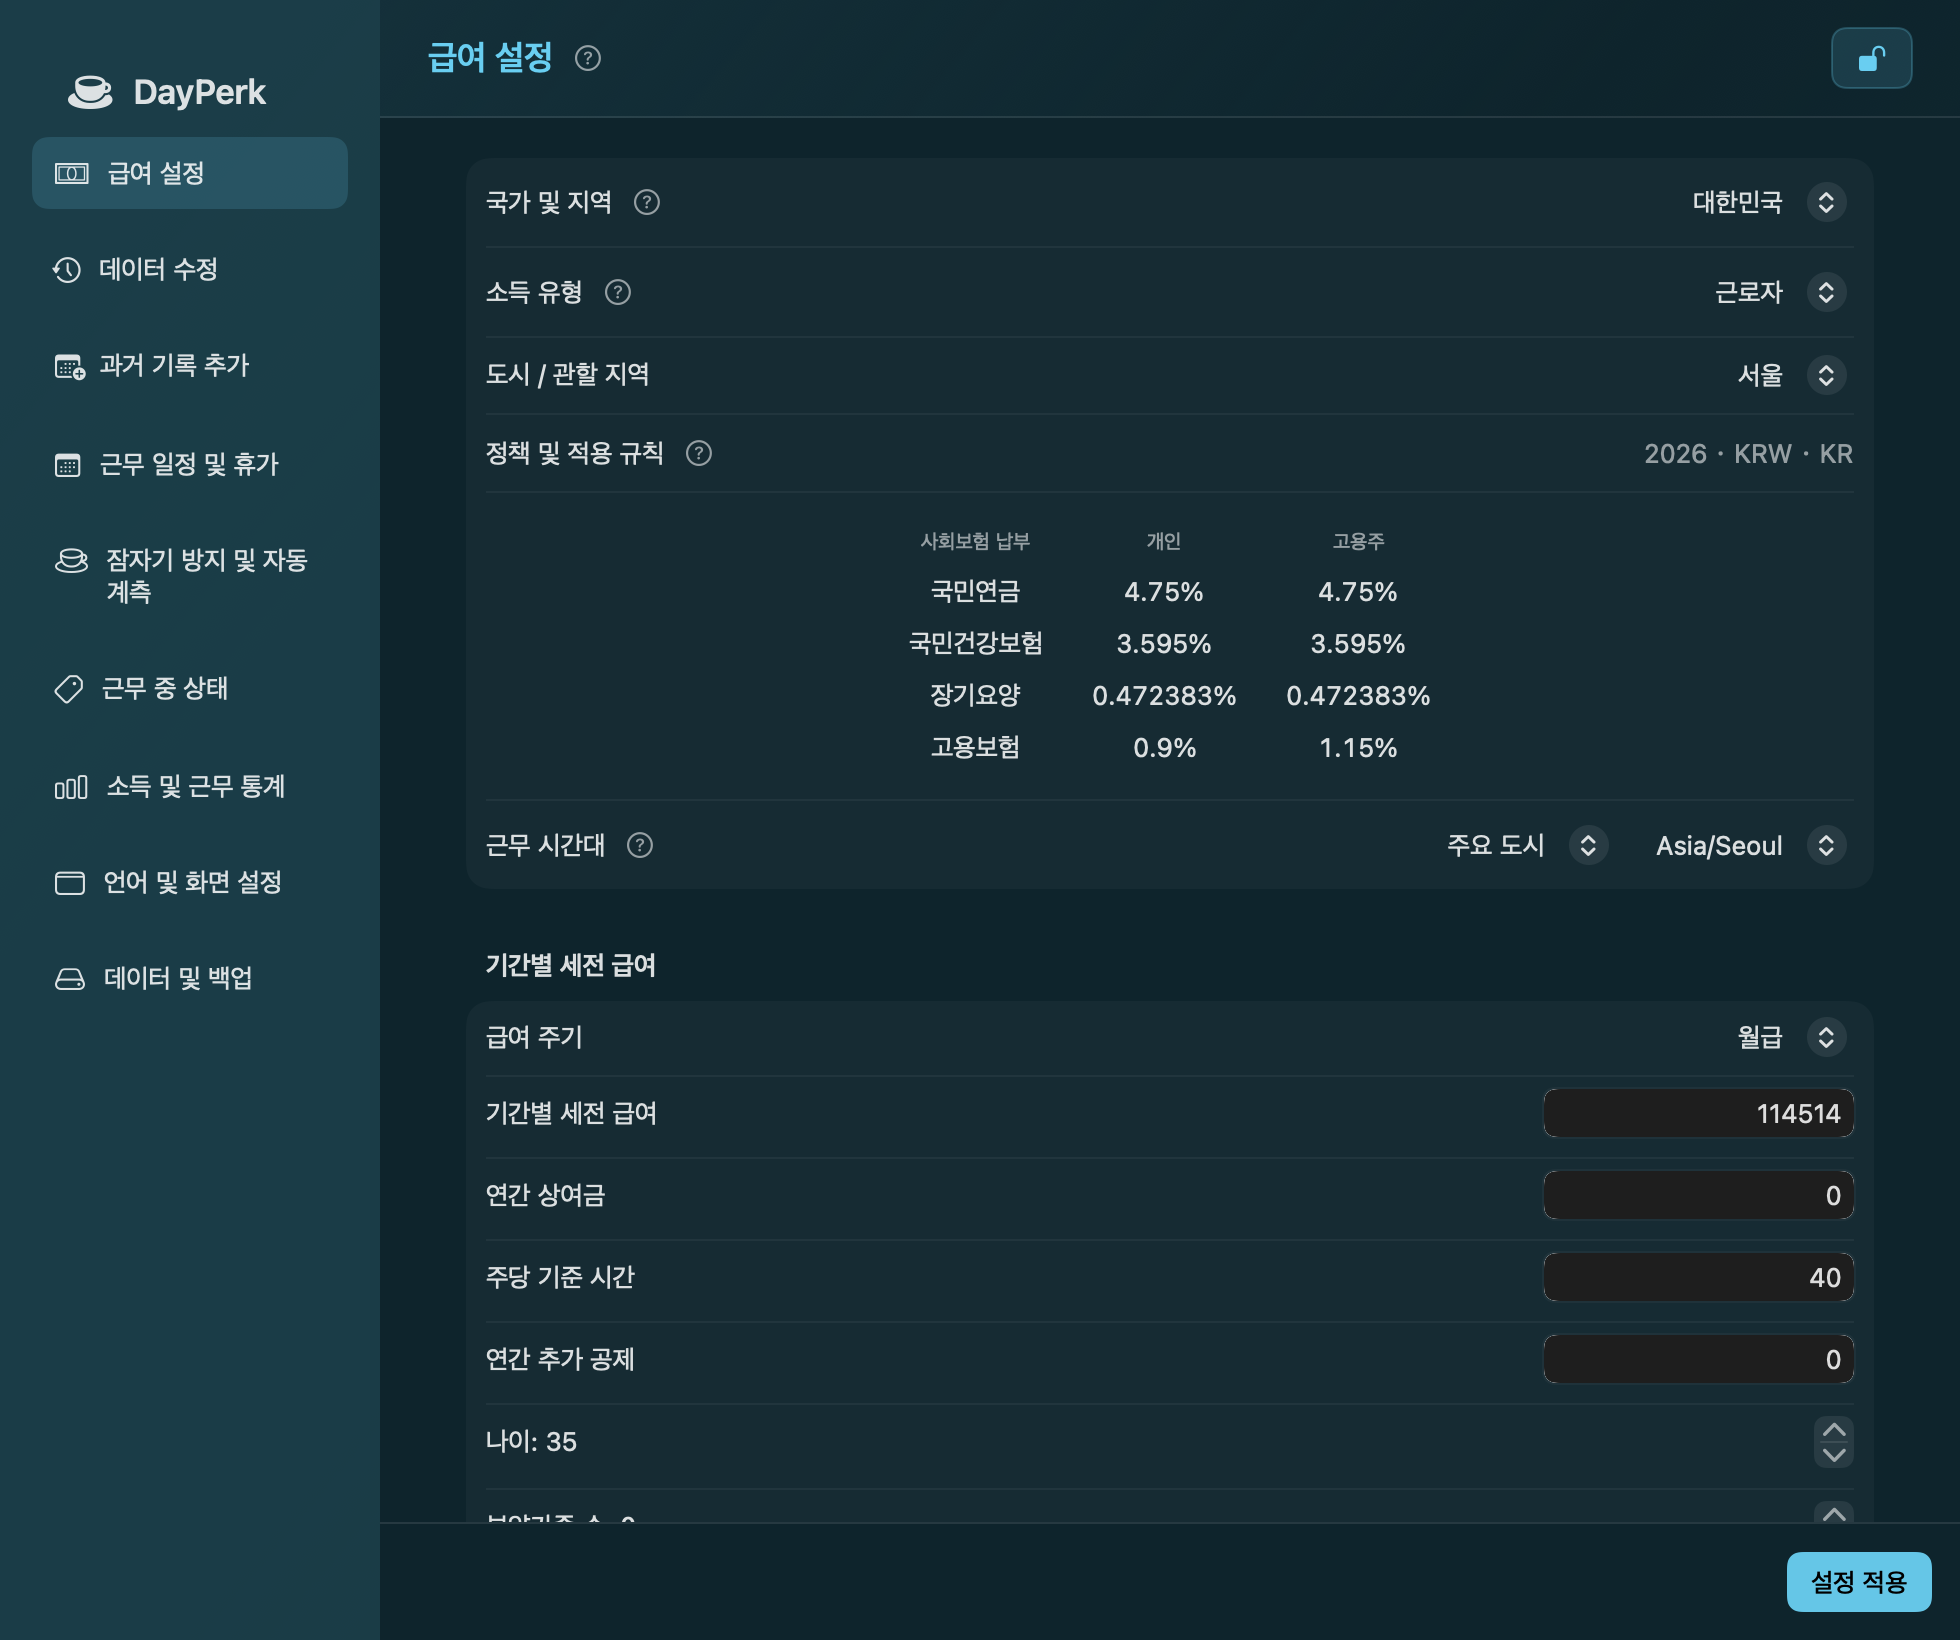 DayPerk
급여 설정
데이터 수정
과거 기록 추가
근무 일정 및 휴가
잠자기 방지 및 자동
계측
근무 중 상태
소득 및 근무 통계
언어 및 화면 설정
데이터 및 백업
급여 설정 ?
국가 및 지역 ? 대한민국
소득 유형 ? 근로자
도시 / 관할 지역 서울
정책 및 적용 규칙 ? 2026 · KRW · KR
사회보험 납부 개인 고용주
국민연금 4.75% 4.75%
국민건강보험 3.595% 3.595%
장기요양 0.472383% 0.472383%
고용보험 0.9% 1.15%
근무 시간대 ? 주요 도시 Asia/Seoul
기간별 세전 급여
급여 주기 월급
기간별 세전 급여 114514
연간 상여금 0
주당 기준 시간 40
연간 추가 공제 0
나이: 35
설정 적용